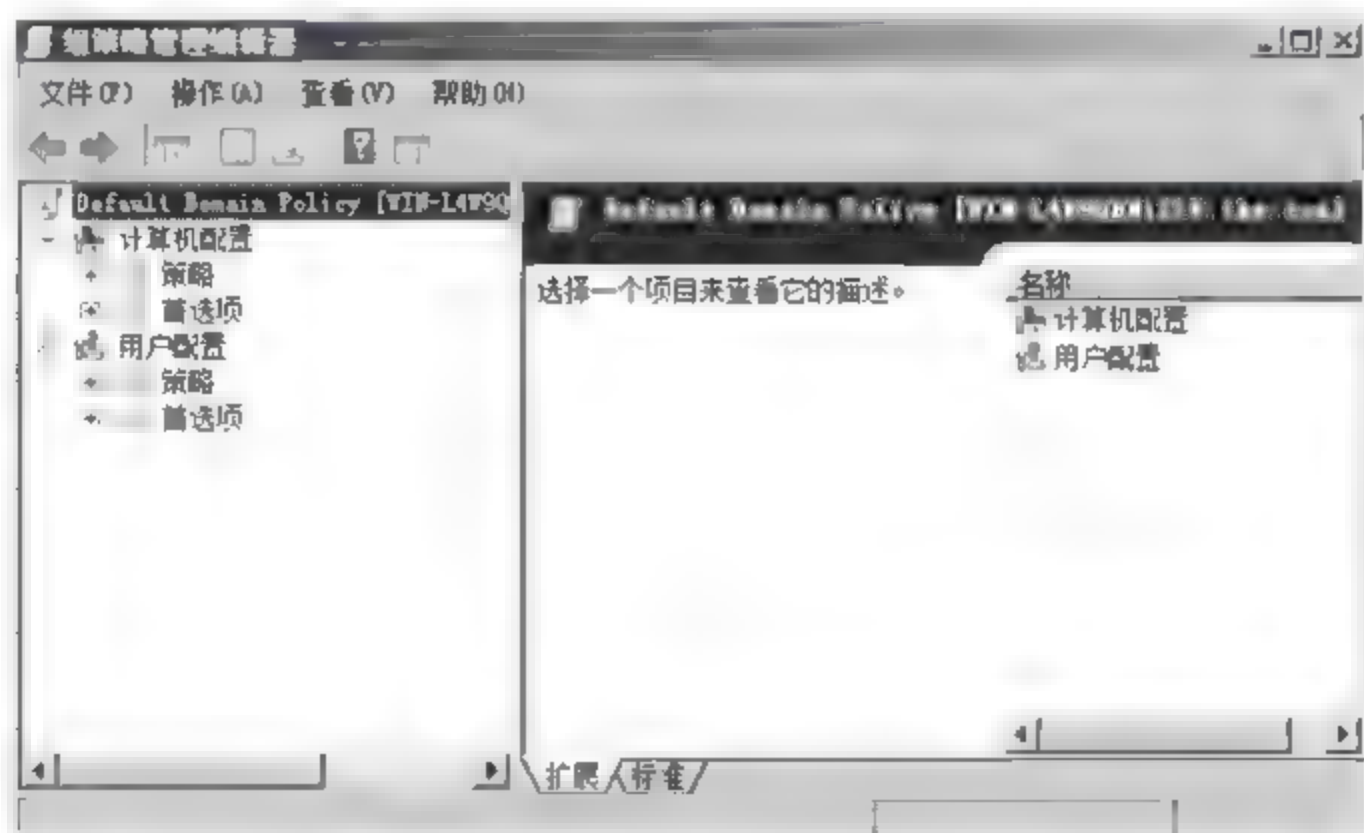 组策略管理编辑器
文件(F) 操作(A) 查看(V) 帮助(H)
Default Domain Policy [WIN-L4W9Q
计算机配置
策略
首选项
用户配置
策略
首选项
Default Domain Policy
选择一个项目来查看它的描述。
名称
计算机配置
用户配置
扩展 标准